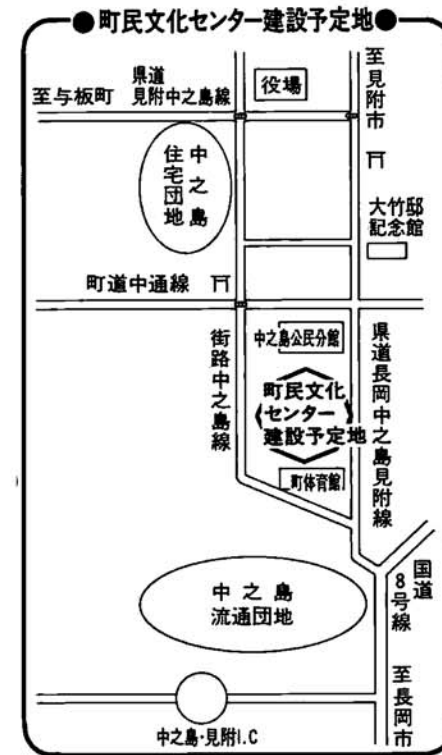 ●町民文化センター建設予定地●
県道
見附中之島線
至与板町
役場
至見附市
中之島
住宅団地
大竹邸
記念館
町道中通線
中之島公民分館
街路中之島線
町民文化
センター
建設予定地
県道長岡中之島見附線
町体育館
国道
8号線
中之島
流通団地
至長岡市
中之島・見附I.C